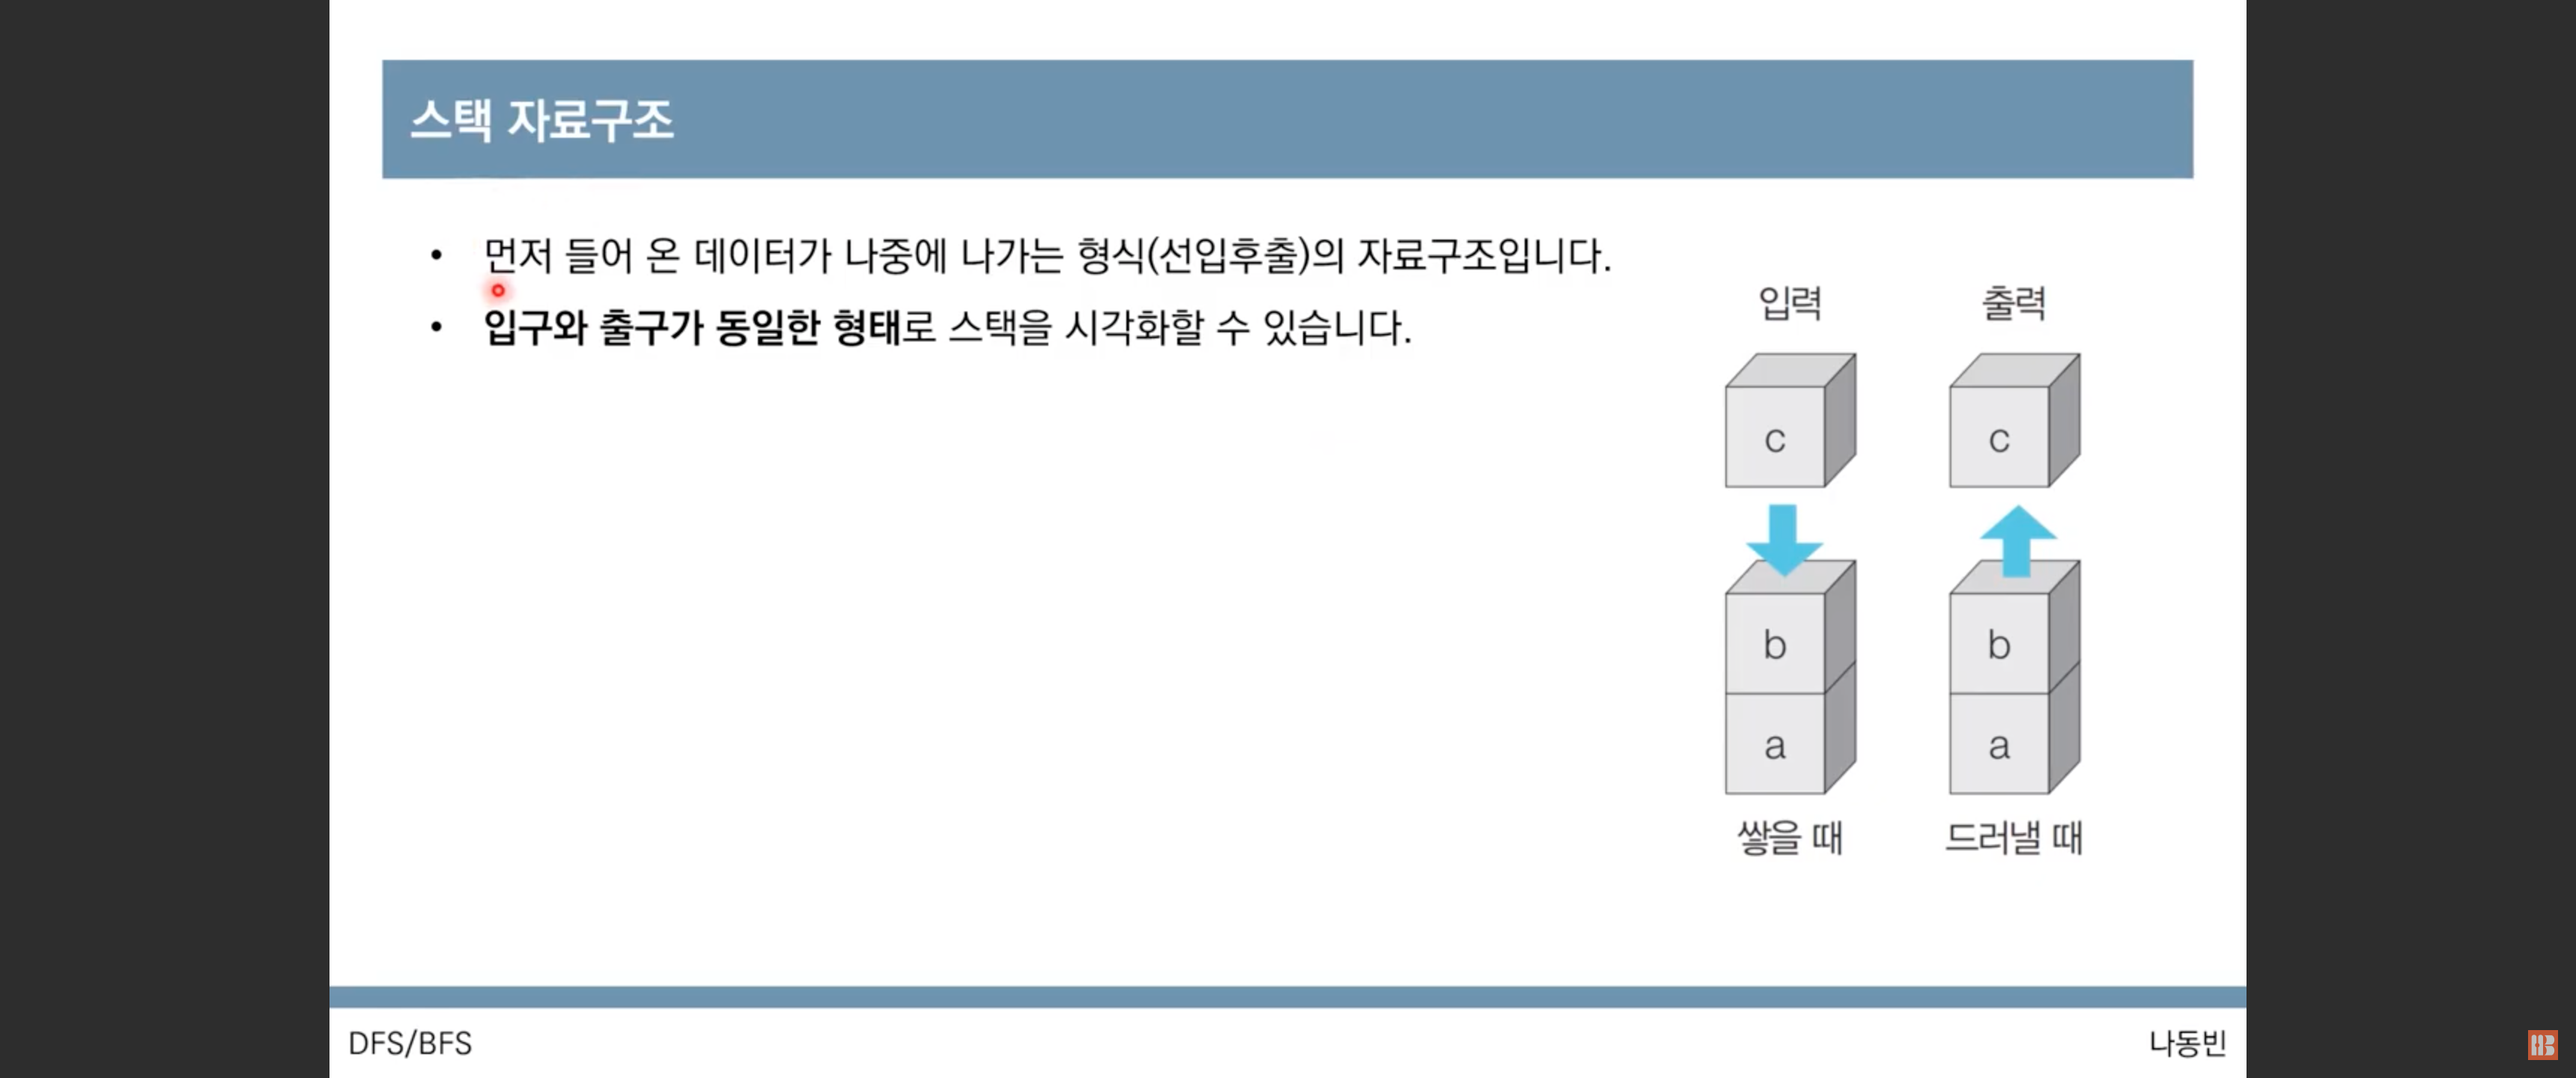 스택 자료구조
• 먼저 들어 온 데이터가 나중에 나가는 형식(선입후출)의 자료구조입니다.
• 입구와 출구가 동일한 형태로 스택을 시각화할 수 있습니다.
입력 출력
c c
b b
a a
쌓을 때 드러낼 때
DFS/BFS 나동빈